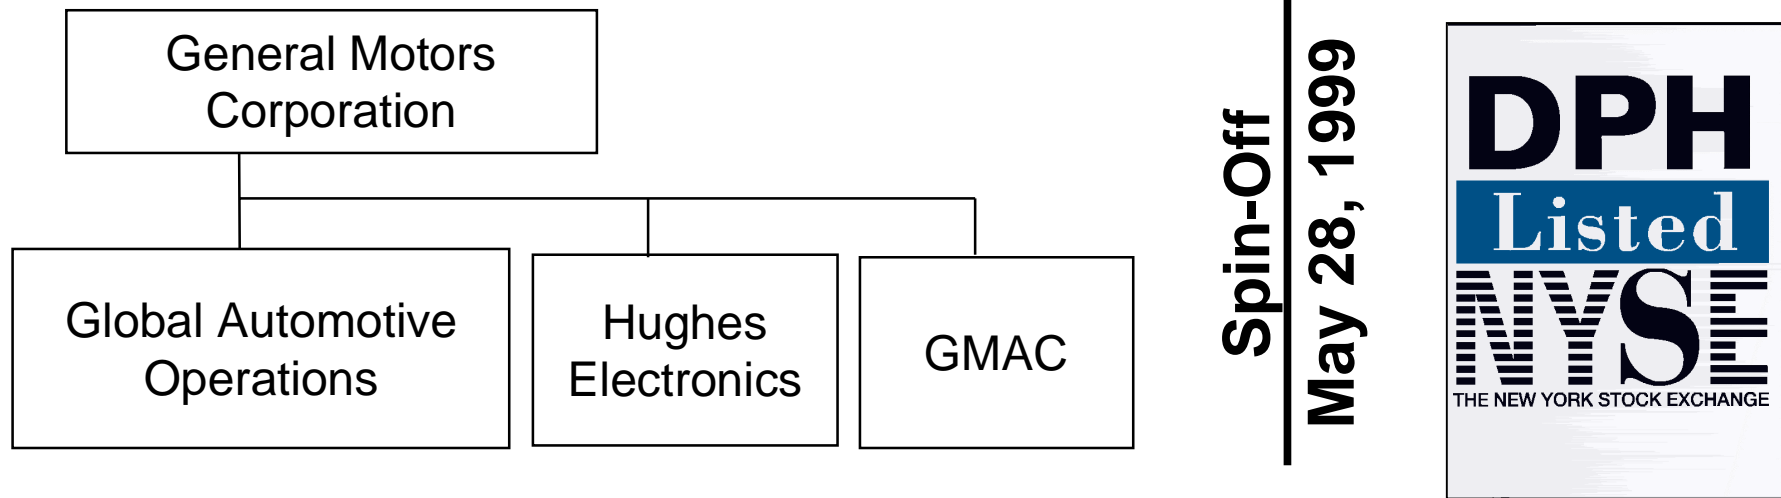 General Motors
Corporation
Global Automotive
Operations
Hughes
Electronics
GMAC
Spin-Off
May 28, 1999
DPH
Listed
NYSE
THE NEW YORK STOCK EXCHANGE